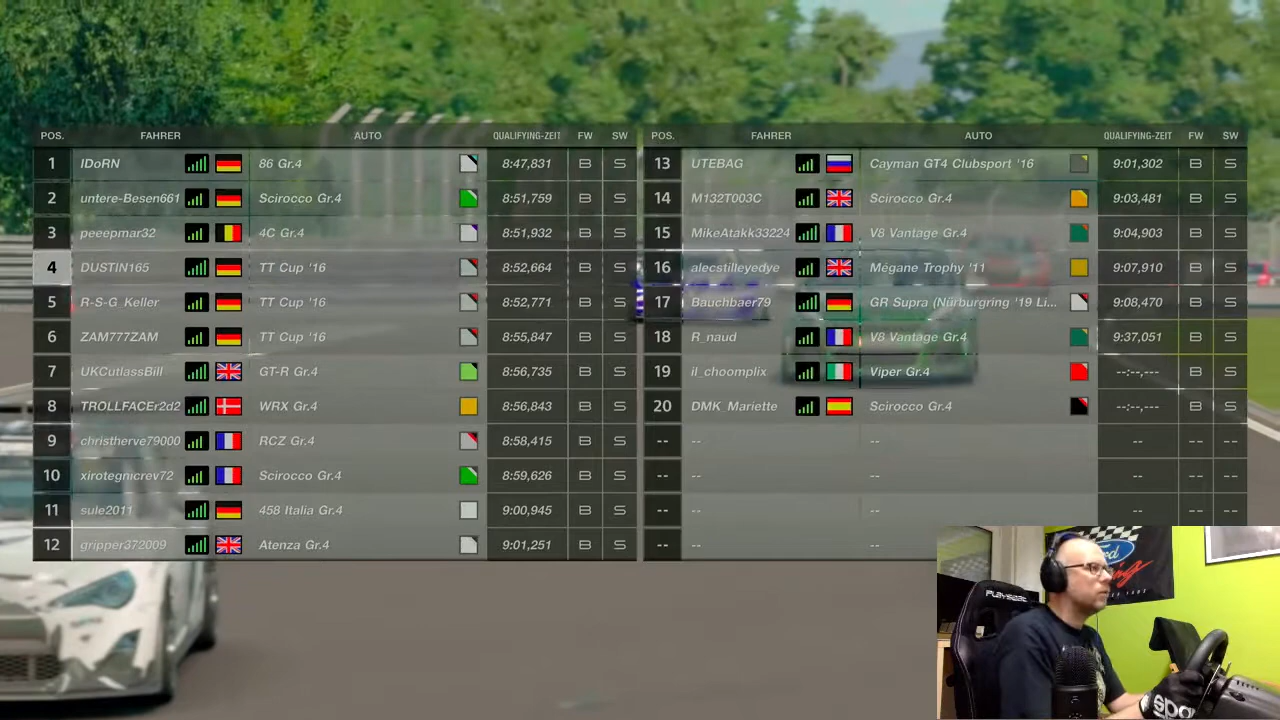 POS. FAHRER AUTO QUALIFYING-ZEIT FW SW
1 IDoRN 86 Gr.4 8:47,831 B S
2 untere-Besen661 Scirocco Gr.4 8:51,759 B S
3 peeepmar32 4C Gr.4 8:51,932 B S
4 DUSTIN165 TT Cup '16 8:52,664 B S
5 R-S-G_Keller TT Cup '16 8:52,771 B S
6 ZAM777ZAM TT Cup '16 8:55,847 B S
7 UKCutlassBill GT-R Gr.4 8:56,735 B S
8 TROLLFACEr2d2 WRX Gr.4 8:56,843 B S
9 christherve79000 RCZ Gr.4 8:58,415 B S
10 xirotegnicrev72 Scirocco Gr.4 8:59,626 B S
11 sule2011 458 Italia Gr.4 9:00,945 B S
12 gripper372009 Atenza Gr.4 9:01,251 B S
POS. FAHRER AUTO QUALIFYING-ZEIT FW SW
13 UTEBAG Cayman GT4 Clubsport '16 9:01,302 B S
14 M132T003C Scirocco Gr.4 9:03,481 B S
15 MikeAtakk33224 V8 Vantage Gr.4 9:04,903 B S
16 alecstilleyedye Mégane Trophy '11 9:07,910 B S
17 Bauchbaer79 GR Supra (Nürburgring '19 Li... 9:08,470 B S
18 R_naud V8 Vantage Gr.4 9:37,051 B S
19 il_choomplix Viper Gr.4 --:--,--- B S
20 DMK_Mariette Scirocco Gr.4 --:--,--- B S
-- -- -- -- -- --
-- -- -- -- -- --
-- -- -- -- -- --
-- -- --
Ford
PLAYSEAT